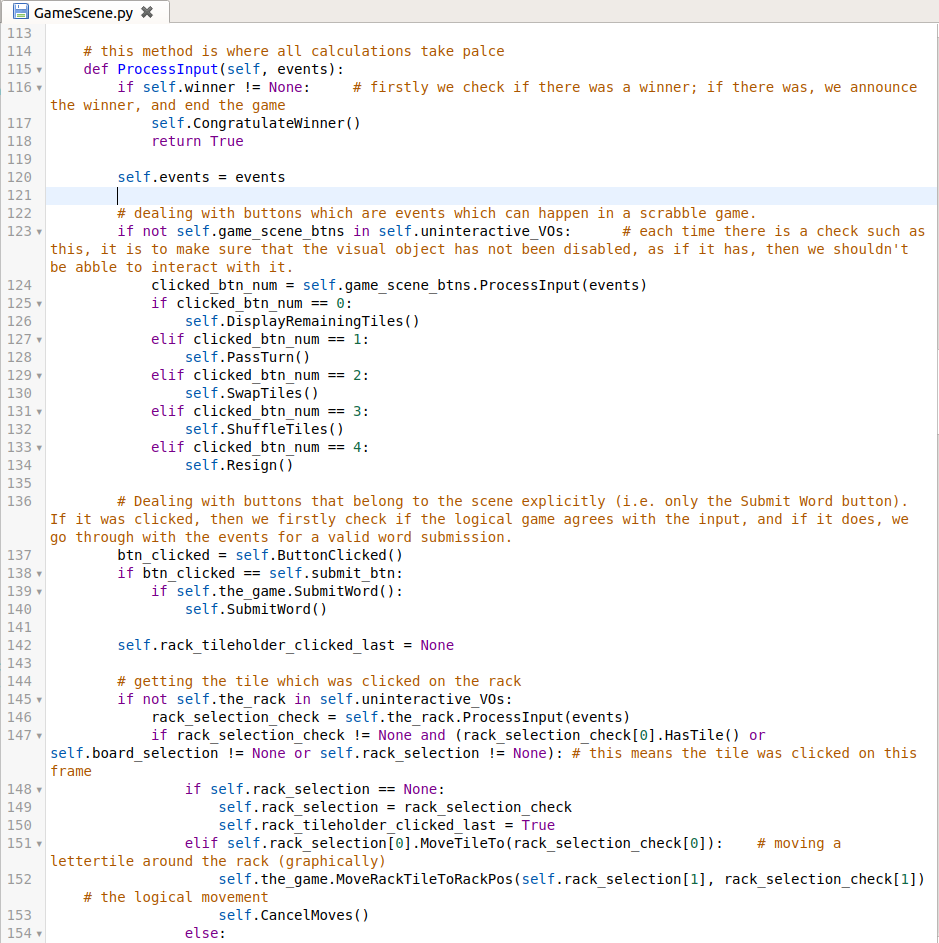 GameScene.py ✖
113
114     # this method is where all calculations take palce
115     def ProcessInput(self, events):
116         if self.winner != None:     # firstly we check if there was a winner; if there was, we announce
the winner, and end the game
117             self.CongratulateWinner()
118             return True
119
120         self.events = events
121
122         # dealing with buttons which are events which can happen in a scrabble game.
123         if not self.game_scene_btns in self.uninteractive_VOs:      # each time there is a check such as
this, it is to make sure that the visual object has not been disabled, as if it has, then we shouldn't
be abble to interact with it.
124             clicked_btn_num = self.game_scene_btns.ProcessInput(events)
125             if clicked_btn_num == 0:
126                 self.DisplayRemainingTiles()
127             elif clicked_btn_num == 1:
128                 self.PassTurn()
129             elif clicked_btn_num == 2:
130                 self.SwapTiles()
131             elif clicked_btn_num == 3:
132                 self.ShuffleTiles()
133             elif clicked_btn_num == 4:
134                 self.Resign()
135
136         # Dealing with buttons that belong to the scene explicitly (i.e. only the Submit Word button).
If it was clicked, then we firstly check if the logical game agrees with the input, and if it does, we
go through with the events for a valid word submission.
137         btn_clicked = self.ButtonClicked()
138         if btn_clicked == self.submit_btn:
139             if self.the_game.SubmitWord():
140                 self.SubmitWord()
141
142         self.rack_tileholder_clicked_last = None
143
144         # getting the tile which was clicked on the rack
145         if not self.the_rack in self.uninteractive_VOs:
146             rack_selection_check = self.the_rack.ProcessInput(events)
147             if rack_selection_check != None and (rack_selection_check[0].HasTile() or
self.board_selection != None or self.rack_selection != None): # this means the tile was clicked on this
frame
148                 if self.rack_selection == None:
149                     self.rack_selection = rack_selection_check
150                     self.rack_tileholder_clicked_last = True
151                 elif self.rack_selection[0].MoveTileTo(rack_selection_check[0]):    # moving a
lettertile around the rack (graphically)
152                     self.the_game.MoveRackTileToRackPos(self.rack_selection[1], rack_selection_check[1])
    # the logical movement
153                     self.CancelMoves()
154                 else: